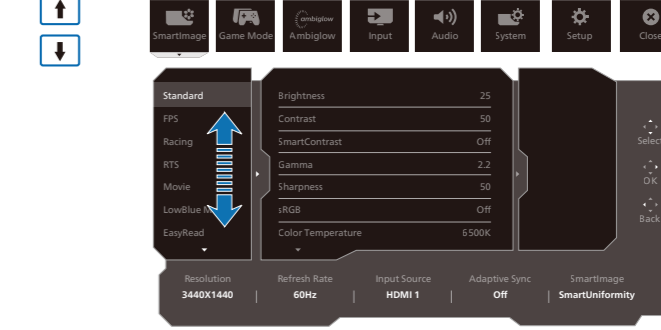 SmartImage Game Mode Ambiglow Input Audio System Setup Close
ambiglow
Standard
FPS
Racing
RTS
Movie
LowBlue M
EasyRead
Brightness 25
Contrast 50
SmartContrast Off
Gamma 2.2
Sharpness 50
sRGB Off
Color Temperature 6500K
Select
OK
Back
Resolution Refresh Rate Input Source Adaptive Sync SmartImage
3440X1440 | 60Hz | HDMI 1 | Off | SmartUniformity